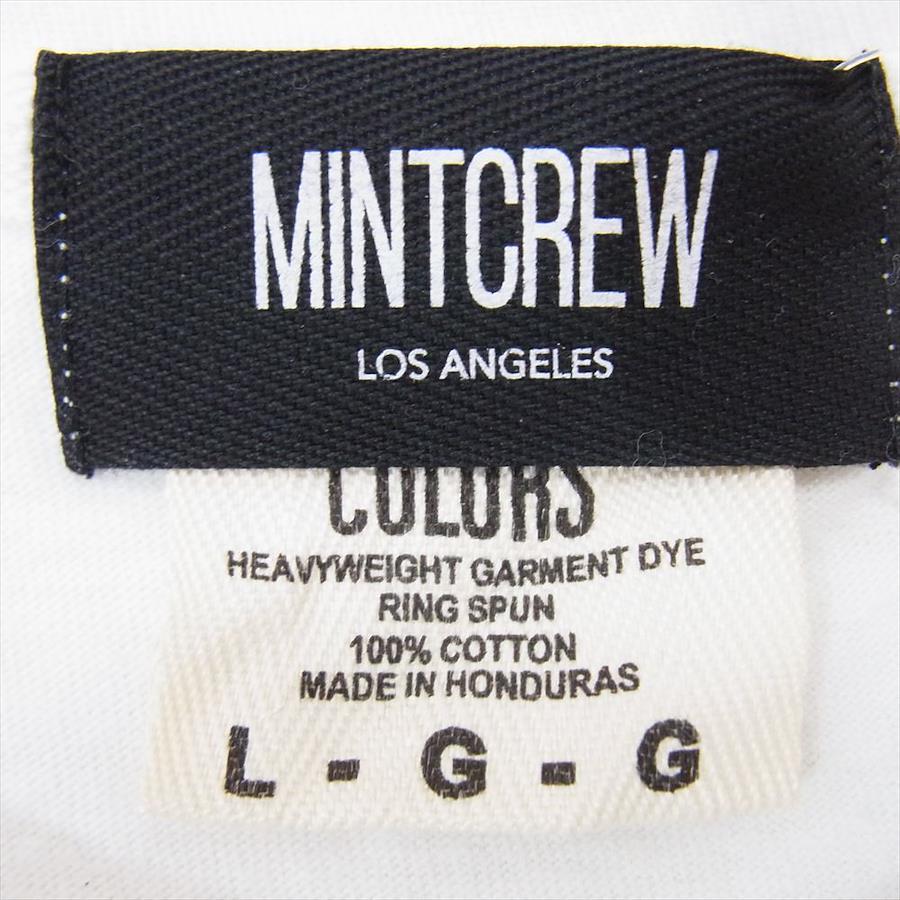 MINTCREW
LOS ANGELES
COLORS
HEAVYWEIGHT GARMENT DYE
RING SPUN
100% COTTON
MADE IN HONDURAS
L - G - G